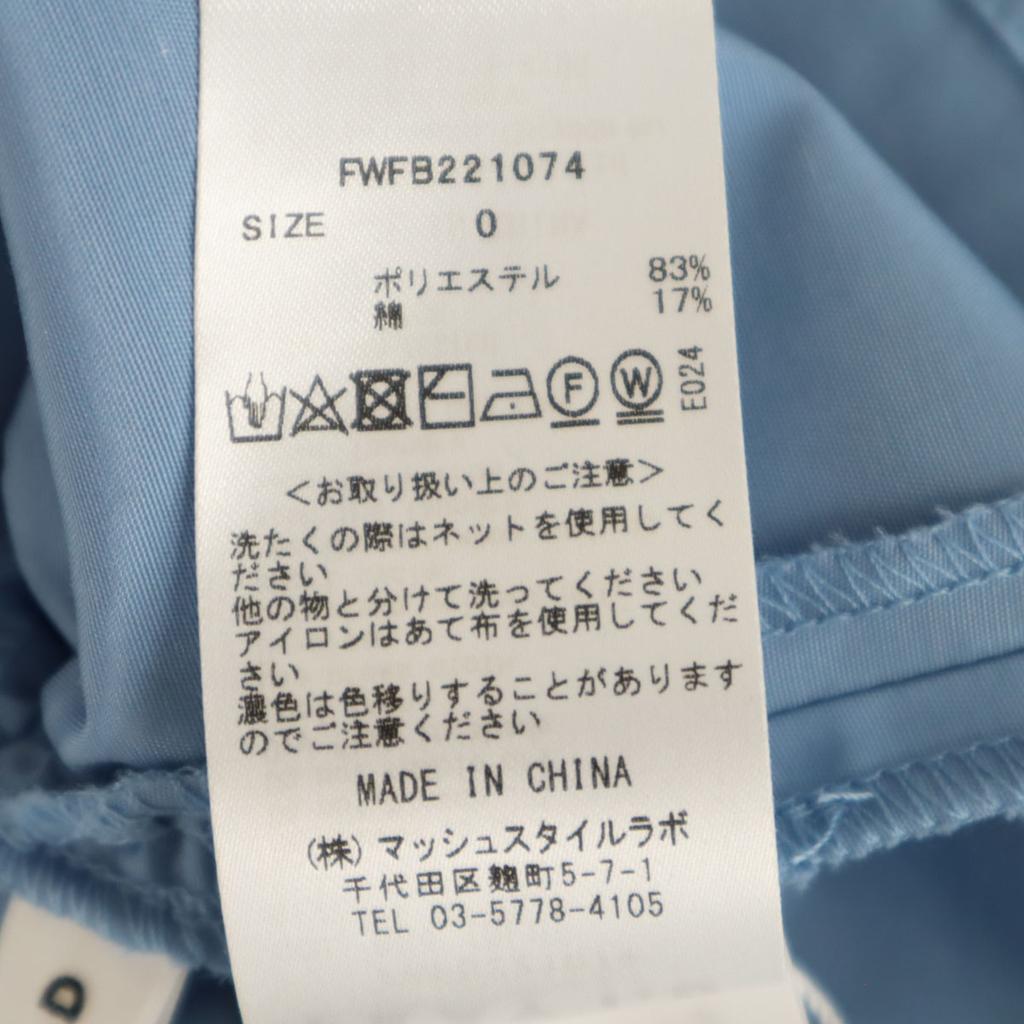 FWFB221074
SIZE 0
ポリエステル 83%
綿 17%
F W E024
<お取り扱い上のご注意>
洗たくの際はネットを使用してく
ださい
他の物と分けて洗ってください
アイロンはあて布を使用してくだ
さい
濃色は色移りすることがあります
のでご注意ください
MADE IN CHINA
(株)マッシュスタイルラボ
千代田区麹町5-7-1
TEL 03-5778-4105
D